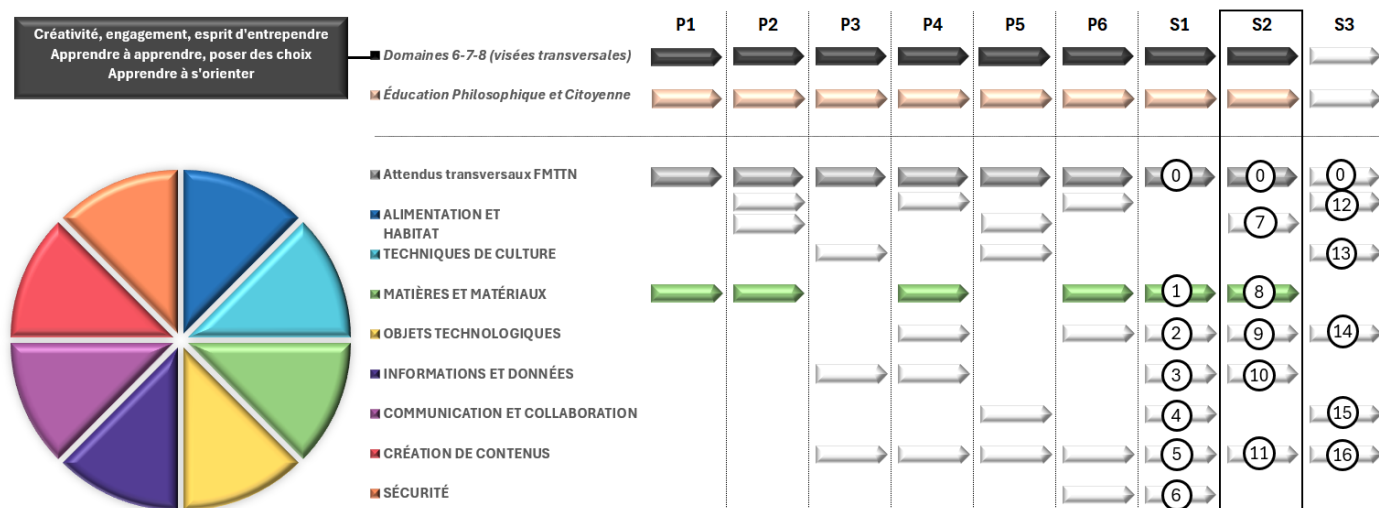 Créativité, engagement, esprit d'entrependre
Apprendre à apprendre, poser des choix
Apprendre à s'orienter
P1 P2 P3 P4 P5 P6 S1 S2 S3
Domaines 6-7-8 (visées transversales)
Éducation Philosophique et Citoyenne
Attendus transversaux FMTTN 0 0 0
12
ALIMENTATION ET
HABITAT
7
TECHNIQUES DE CULTURE 13
MATIÈRES ET MATÉRIAUX 1 8
OBJETS TECHNOLOGIQUES 2 9 14
INFORMATIONS ET DONNÉES 3 10
COMMUNICATION ET COLLABORATION 4 15
CRÉATION DE CONTENUS 5 11 16
SÉCURITÉ 6